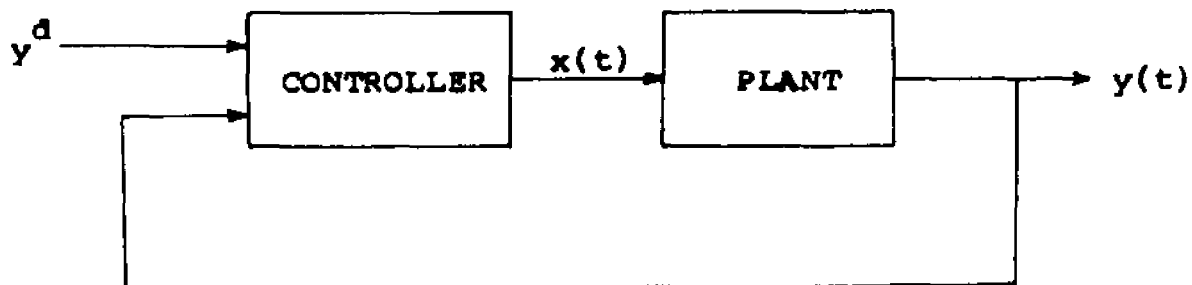 y^d
CONTROLLER
x(t)
PLANT
y(t)